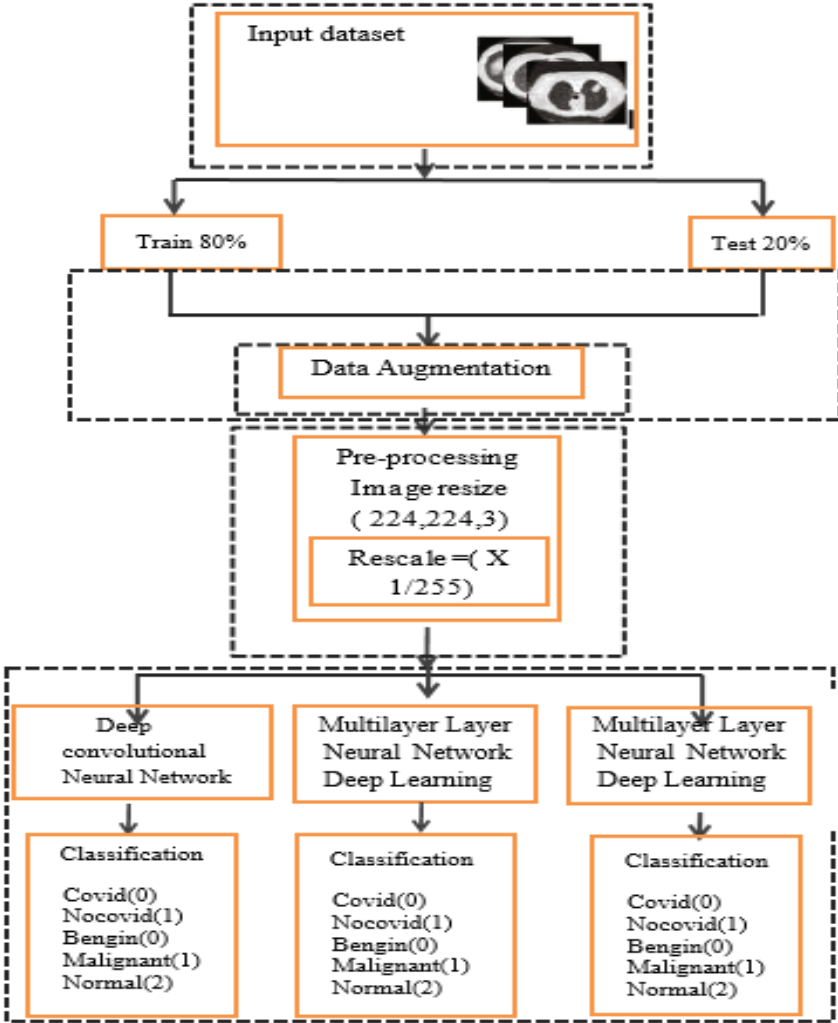 Input dataset
Train 80%
Test 20%
Data Augmentation
Pre-processing
Image resize
( 224,224,3)
Rescale =( X
1/255)
Deep
convolutional
Neural Network
Multilayer Layer
Neural Network
Deep Learning
Multilayer Layer
Neural Network
Deep Learning
Classification
Covid(0)
Nocovid(1)
Bengin(0)
Malignant(1)
Normal(2)
Classification
Covid(0)
Nocovid(1)
Bengin(0)
Malignant(1)
Normal(2)
Classification
Covid(0)
Nocovid(1)
Bengin(0)
Malignant(1)
Normal(2)